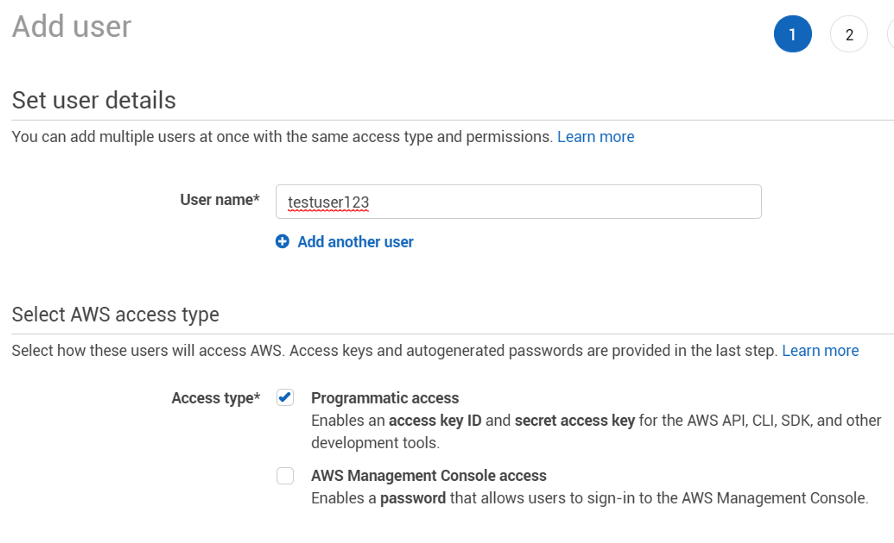 Add user
1
2
Set user details
You can add multiple users at once with the same access type and permissions. Learn more
User name*
testuser123
Add another user
Select AWS access type
Select how these users will access AWS. Access keys and autogenerated passwords are provided in the last step. Learn more
Access type*
Programmatic access
Enables an access key ID and secret access key for the AWS API, CLI, SDK, and other
development tools.
AWS Management Console access
Enables a password that allows users to sign-in to the AWS Management Console.